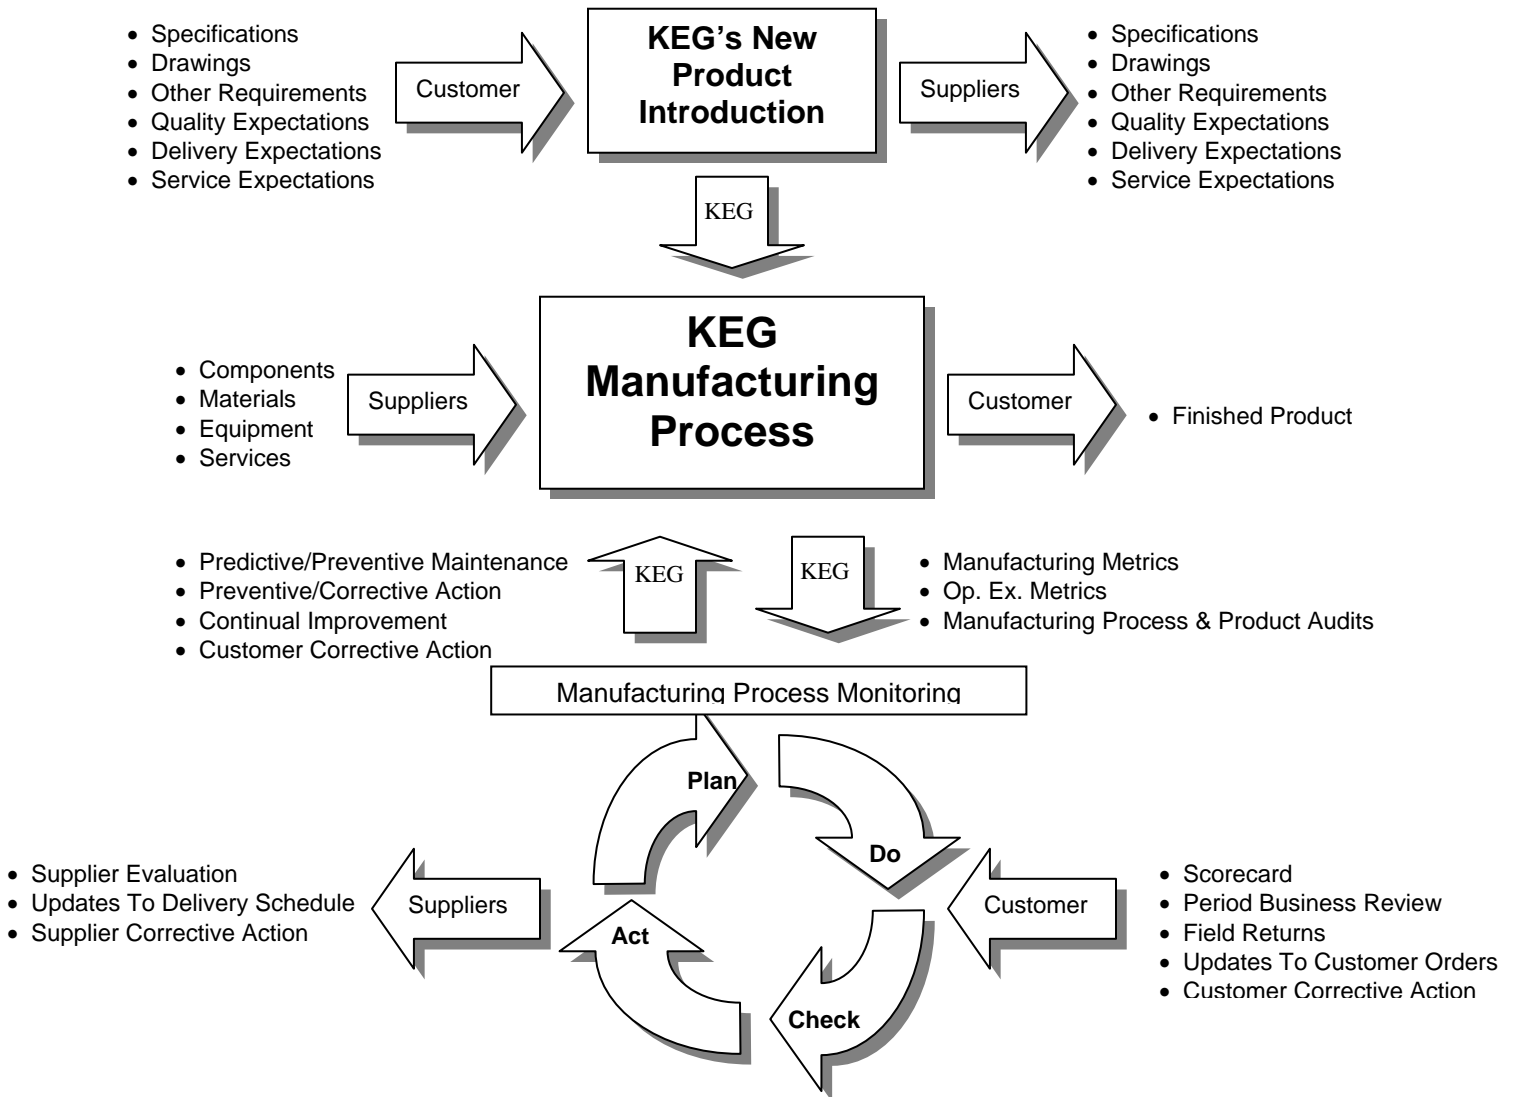 • Specifications
• Drawings
• Other Requirements
• Quality Expectations
• Delivery Expectations
• Service Expectations
Customer
KEG's New
Product
Introduction
Suppliers
• Specifications
• Drawings
• Other Requirements
• Quality Expectations
• Delivery Expectations
• Service Expectations
KEG
• Components
• Materials
• Equipment
• Services
Suppliers
KEG
Manufacturing
Process
Customer
• Finished Product
• Predictive/Preventive Maintenance
• Preventive/Corrective Action
• Continual Improvement
• Customer Corrective Action
KEG
KEG
• Manufacturing Metrics
• Op. Ex. Metrics
• Manufacturing Process & Product Audits
Manufacturing Process Monitoring
Plan
Do
Check
Act
• Supplier Evaluation
• Updates To Delivery Schedule
• Supplier Corrective Action
Suppliers
Customer
• Scorecard
• Period Business Review
• Field Returns
• Updates To Customer Orders
• Customer Corrective Action